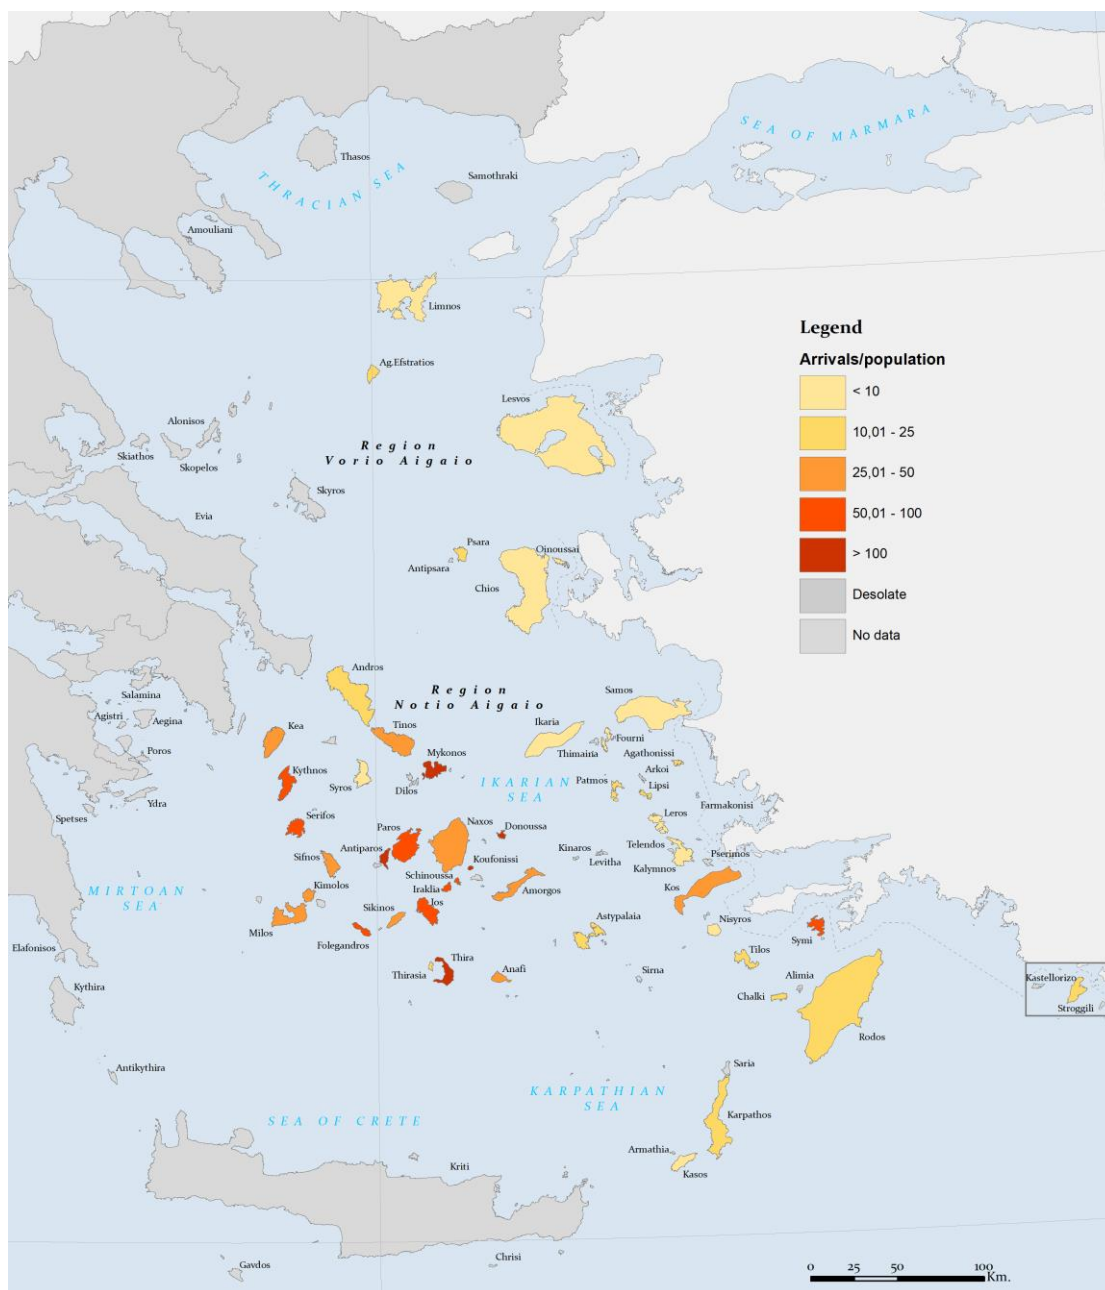 SEA OF MARMARA
Thasos
THRACIAN SEA
Samothraki
Amouliani
Limnos
Ag.Efstratios
Legend
Arrivals/population
< 10
10,01 - 25
25,01 - 50
50,01 - 100
> 100
Desolate
No data
Lesvos
Alonisos
Skiathos
Skopelos
Region
Vorio Aigaio
Skyros
Evia
Psara
Antipsara
Oinoussai
Chios
Andros
Region
Notio Aigaio
Samos
Salamina
Agistri
Aegina
Kea
Tinos
Ikaria
Fourni
Thimaina
Poros
Mykonos
Agathonissi
Kythnos
Syros
Dilos
IKARIAN
SEA
Arkoi
Patmos
Lipsi
Ydra
Spetses
Farmakonisi
Serifos
Paros
Naxos
Donoussa
Leros
Antiparos
Telendos
Sifnos
Koufonissi
Kinaros
Levitha
Pserimos
Kalymnos
Schinoussa
MIRTOAN
SEA
Kimolos
Iraklia
Amorgos
Kos
Jos
Sikinos
Milos
Folegandros
Astypalaia
Nisyros
Symi
Elafonisos
Thira
Tilos
Thirasia
Anafi
Sirna
Alimia
Kastellorizo
Kythira
Chalki
Stroggili
Rodos
Antikythira
Saria
KARPATHIAN
SEA
SEA OF CRETE
Karpathos
Armathia
Kriti
Kasos
Chrisi
Gavdos
0 25 50 100
Km.